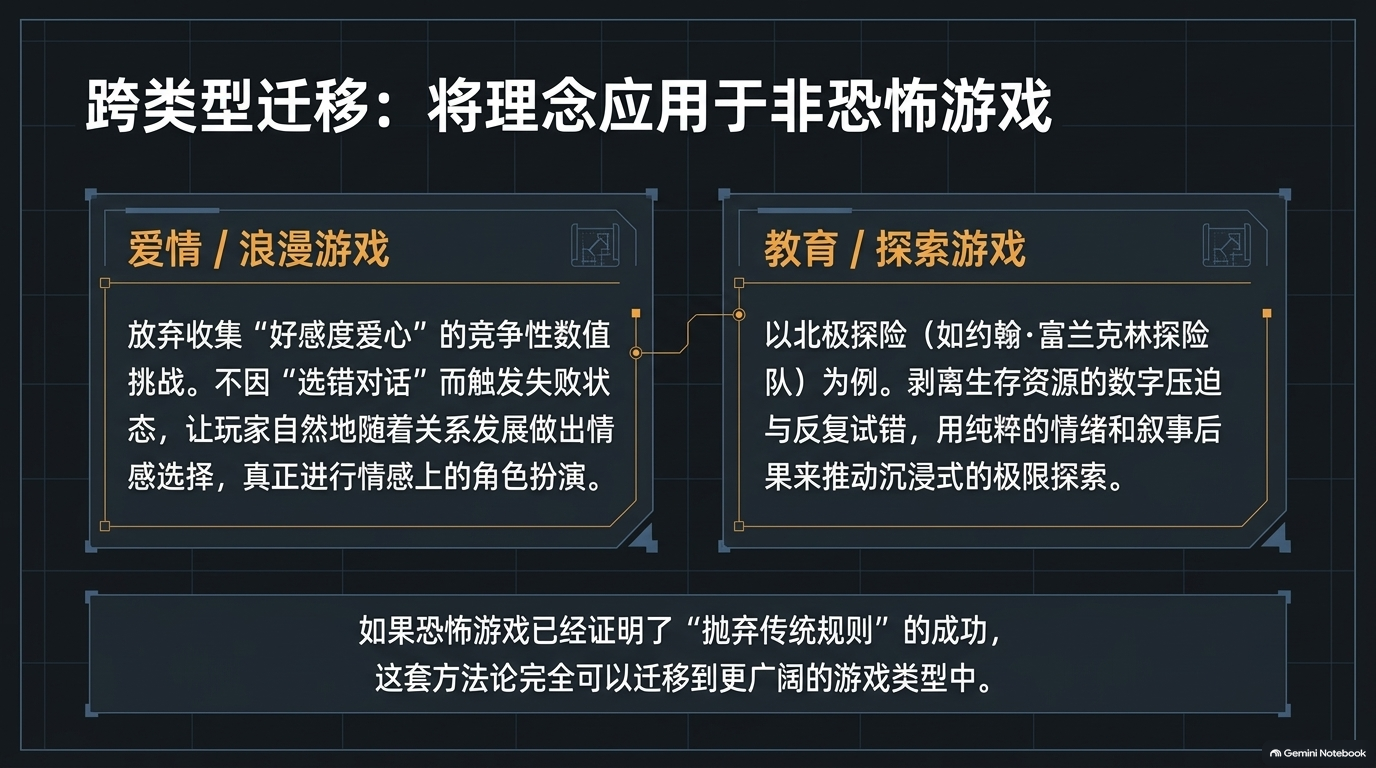 跨类型迁移：将理念应用于非恐怖游戏
爱情 / 浪漫游戏
放弃收集“好感度爱心”的竞争性数值
挑战。不因“选错对话”而触发失败状
态，让玩家自然地随着关系发展做出情
感选择，真正进行情感上的角色扮演。
教育 / 探索游戏
以北极探险（如约翰·富兰克林探险
队）为例。剥离生存资源的数字压迫
与反复试错，用纯粹的情绪和叙事后
果来推动沉浸式的极限探索。
如果恐怖游戏已经证明了“抛弃传统规则”的成功，
这套方法论完全可以迁移到更广阔的游戏类型中。
Gemini Notebook